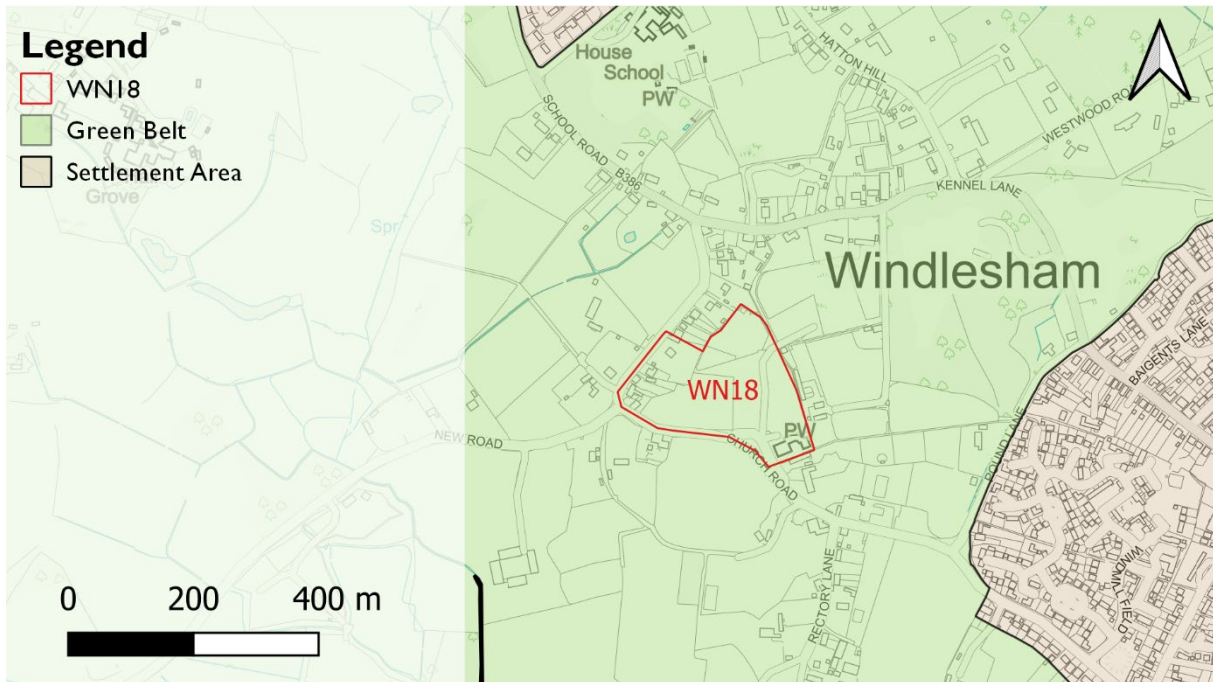 Legend
WN18
Green Belt
Settlement Area
Grove
Spr
House
School
PW
HATTON HILL
SCHOOL ROAD
B386
WESTWOOD RO
KENNEL LANE
Windlesham
WN18
PW
NEW ROAD
CHURCH ROAD
POUND LANE
BAIGENTS LANE
RECTORY LANE
WINDMILL FIELD
0 200 400 m